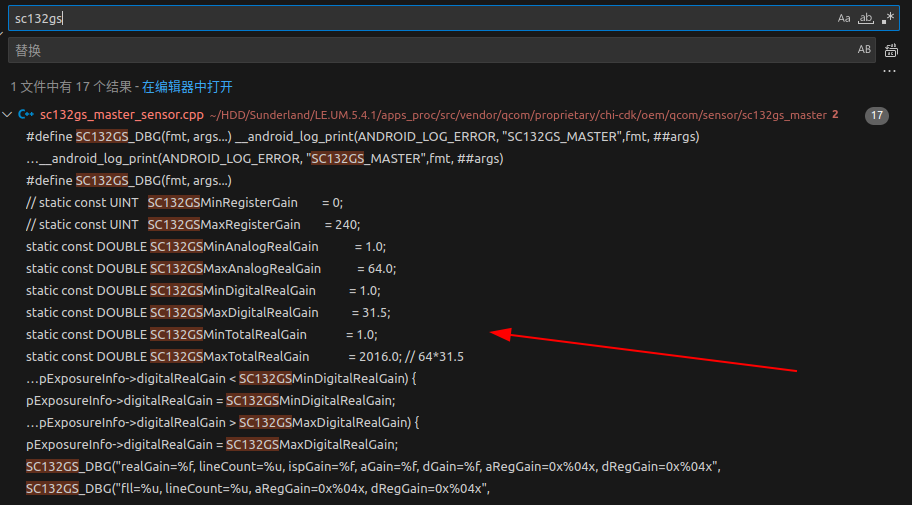 sc132gs
Aa ab .*
替换
AB
...
1 文件中有 17 个结果 - 在编辑器中打开
C++ sc132gs_master_sensor.cpp ~/HDD/Sunderland/LE.UM.5.4.1/apps_proc/src/vendor/qcom/proprietary/chi-cdk/oem/qcom/sensor/sc132gs_master 2 17
#define SC132GS_DBG(fmt, args...) __android_log_print(ANDROID_LOG_ERROR, "SC132GS_MASTER",fmt, ##args)
...__android_log_print(ANDROID_LOG_ERROR, "SC132GS_MASTER",fmt, ##args)
#define SC132GS_DBG(fmt, args...)
// static const UINT SC132GSMinRegisterGain = 0;
// static const UINT SC132GSMaxRegisterGain = 240;
static const DOUBLE SC132GSMinAnalogRealGain = 1.0;
static const DOUBLE SC132GSMaxAnalogRealGain = 64.0;
static const DOUBLE SC132GSMinDigitalRealGain = 1.0;
static const DOUBLE SC132GSMaxDigitalRealGain = 31.5;
static const DOUBLE SC132GSMinTotalRealGain = 1.0;
static const DOUBLE SC132GSMaxTotalRealGain = 2016.0; // 64*31.5
...pExposureInfo->digitalRealGain < SC132GSMinDigitalRealGain) {
pExposureInfo->digitalRealGain = SC132GSMinDigitalRealGain;
...pExposureInfo->digitalRealGain > SC132GSMaxDigitalRealGain) {
pExposureInfo->digitalRealGain = SC132GSMaxDigitalRealGain;
SC132GS_DBG("realGain=%f, lineCount=%u, ispGain=%f, aGain=%f, dGain=%f, aRegGain=0x%04x, dRegGain=0x%04x",
SC132GS_DBG("fll=%u, lineCount=%u, aRegGain=0x%04x, dRegGain=0x%04x",